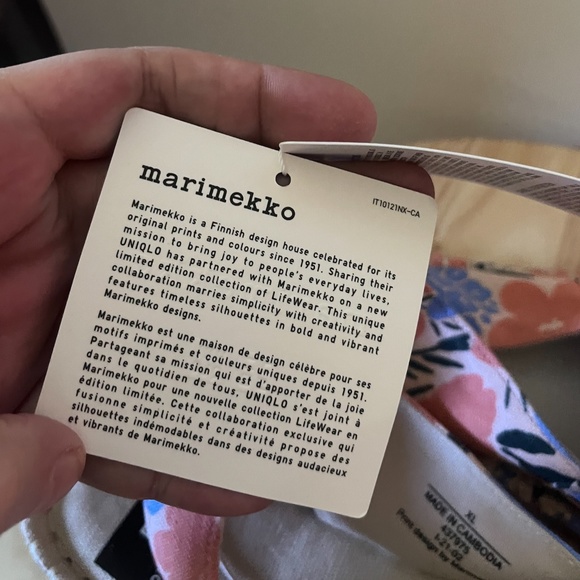 marimekko
IT10121NX-CA
Marimekko is a Finnish design house celebrated for its
original prints and colours since 1951. Sharing their
mission to bring joy to people's everyday lives,
UNIQLO has partnered with Marimekko on a new
limited edition collection of LifeWear. This unique
collaboration marries simplicity with creativity and
features timeless silhouettes in bold and vibrant
Marimekko designs.
Marimekko est une maison de design célèbre pour ses
motifs imprimés et couleurs uniques depuis 1951.
Partageant sa mission qui est d'apporter de la joie
dans le quotidien de tous, UNIQLO s'est joint à
Marimekko pour une nouvelle collection LifeWear en
édition limitée. Cette collaboration exclusive qui
fusionne simplicité et créativité propose des
silhouettes indémodables dans des designs audacieux
et vibrants de Marimekko.
XL
MADE IN CAMBODIA
Print design by